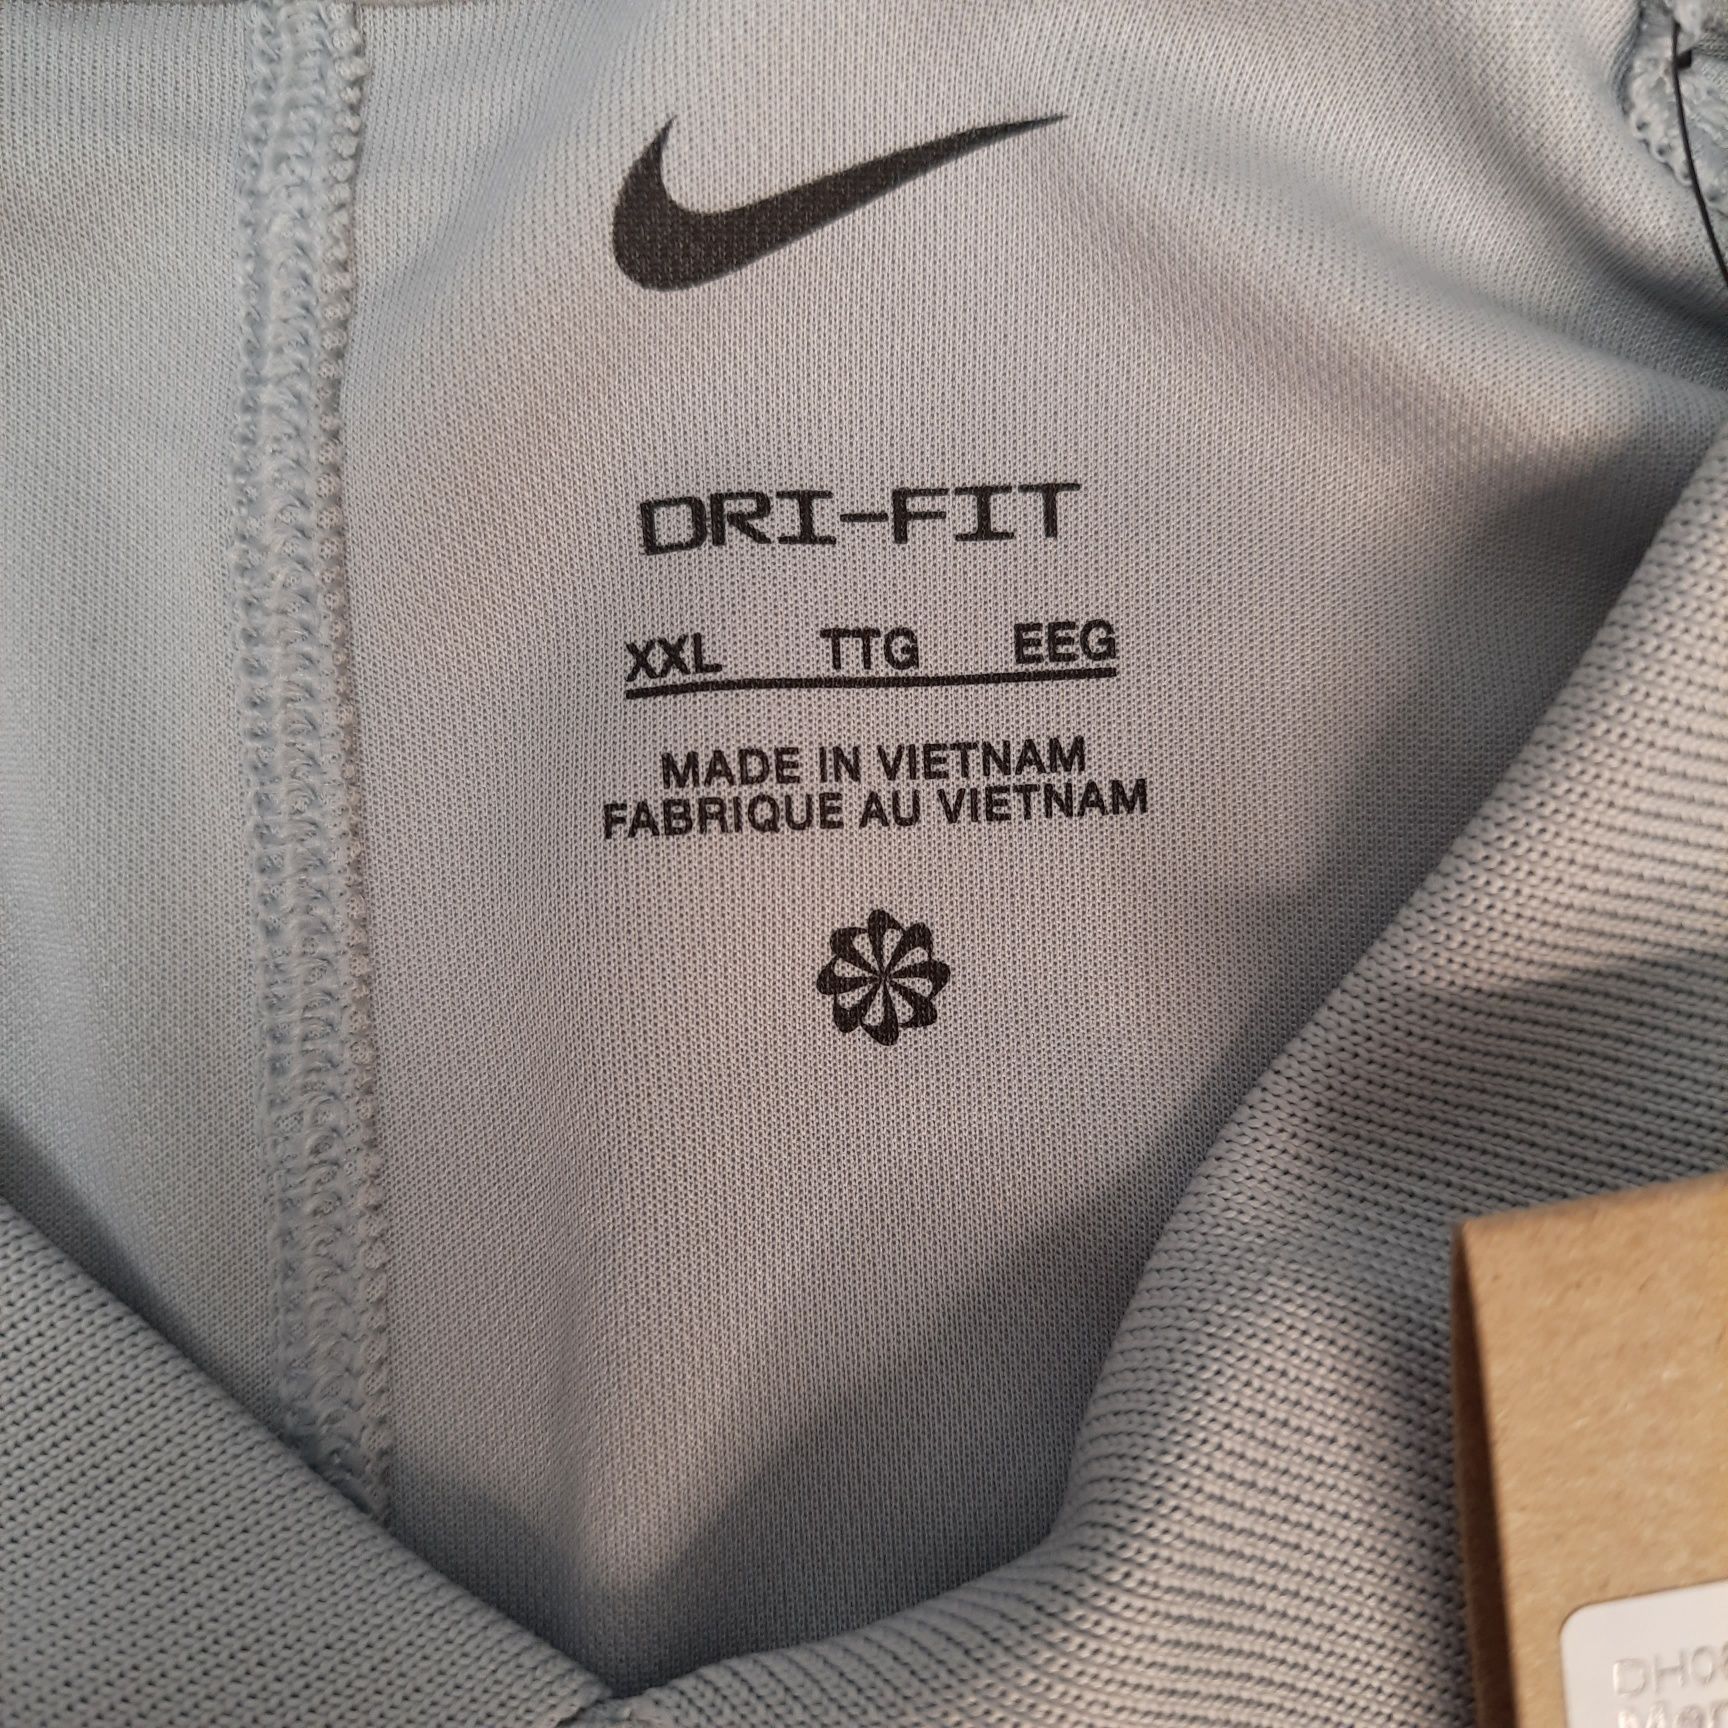 DRI-FIT
XXL TTG EEG
MADE IN VIETNAM
FABRIQUE AU VIETNAM